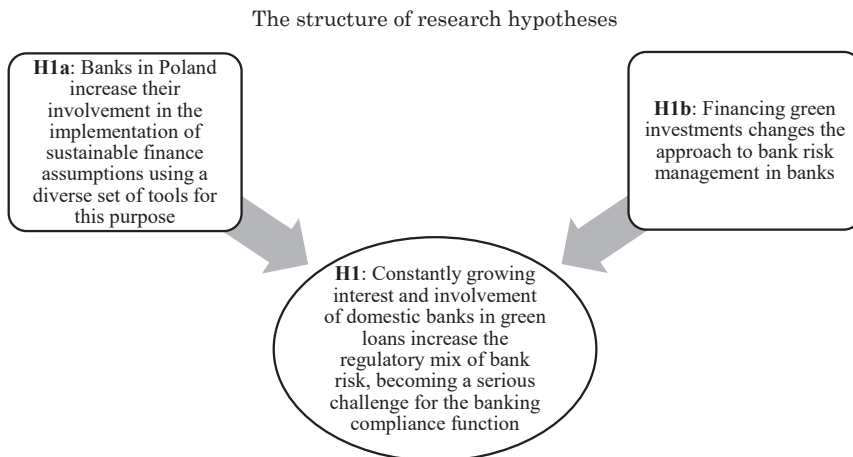 The structure of research hypotheses
H1a: Banks in Poland
increase their
involvement in the
implementation of
sustainable finance
assumptions using a
diverse set of tools for
this purpose
H1b: Financing green
investments changes the
approach to bank risk
management in banks
H1: Constantly growing
interest and involvement
of domestic banks in green
loans increase the
regulatory mix of bank
risk, becoming a serious
challenge for the banking
compliance function